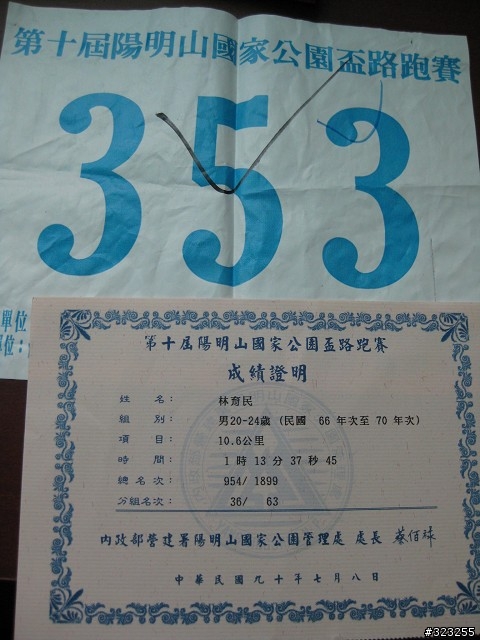 第十屆陽明山國家公園盃路跑賽
353
單位
位:
第十屆陽明山國家公園盃路跑賽
成績證明
姓 名: 林育民
組 別: 男20-24歲 (民國 66 年次至 70 年次)
項 目: 10.6公里
時 間: 1 時 13 分 37 秒 45
總 名 次: 954/ 1899
分組名次: 36/ 63
內政部營建署陽明山國家公園管理處 處長 蔡佰祿
中華民國九十年七月八日
#323255